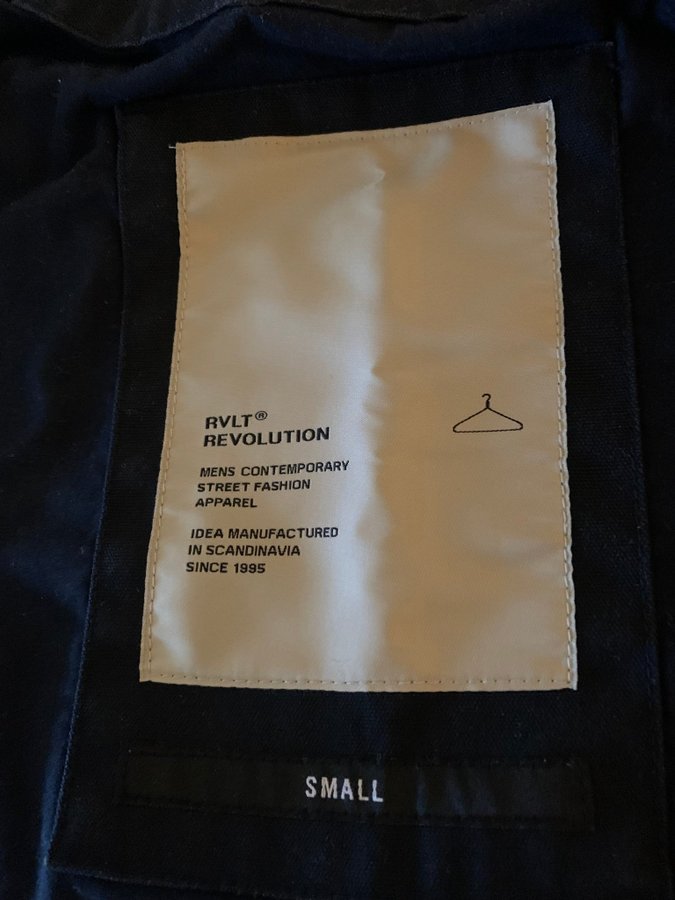 RVLT®
REVOLUTION
MENS CONTEMPORARY
STREET FASHION
APPAREL
IDEA MANUFACTURED
IN SCANDINAVIA
SINCE 1995
SMALL